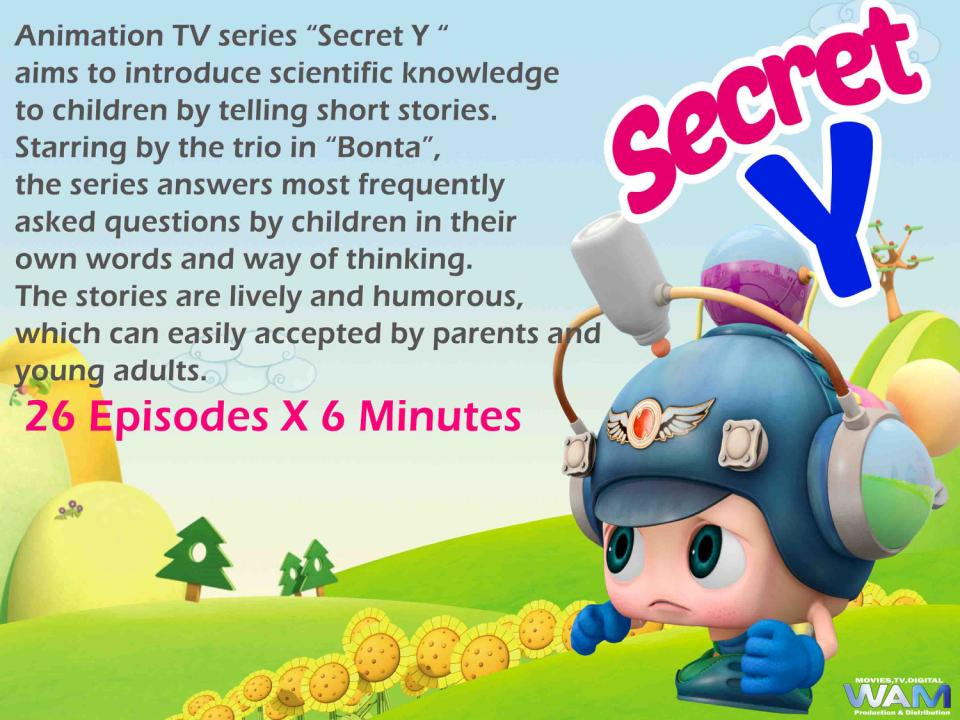 Animation TV series “Secret Y “
aims to introduce scientific knowledge
to children by telling short stories.
Starring by the trio in “Bonta”,
the series answers most frequently
asked questions by children in their
own words and way of thinking.
The stories are lively and humorous,
which can easily accepted by parents and
young adults.
26 Episodes X 6 Minutes
Secret
Y
MOVIES,TV,DIGITAL
WAM
Production & Distribution